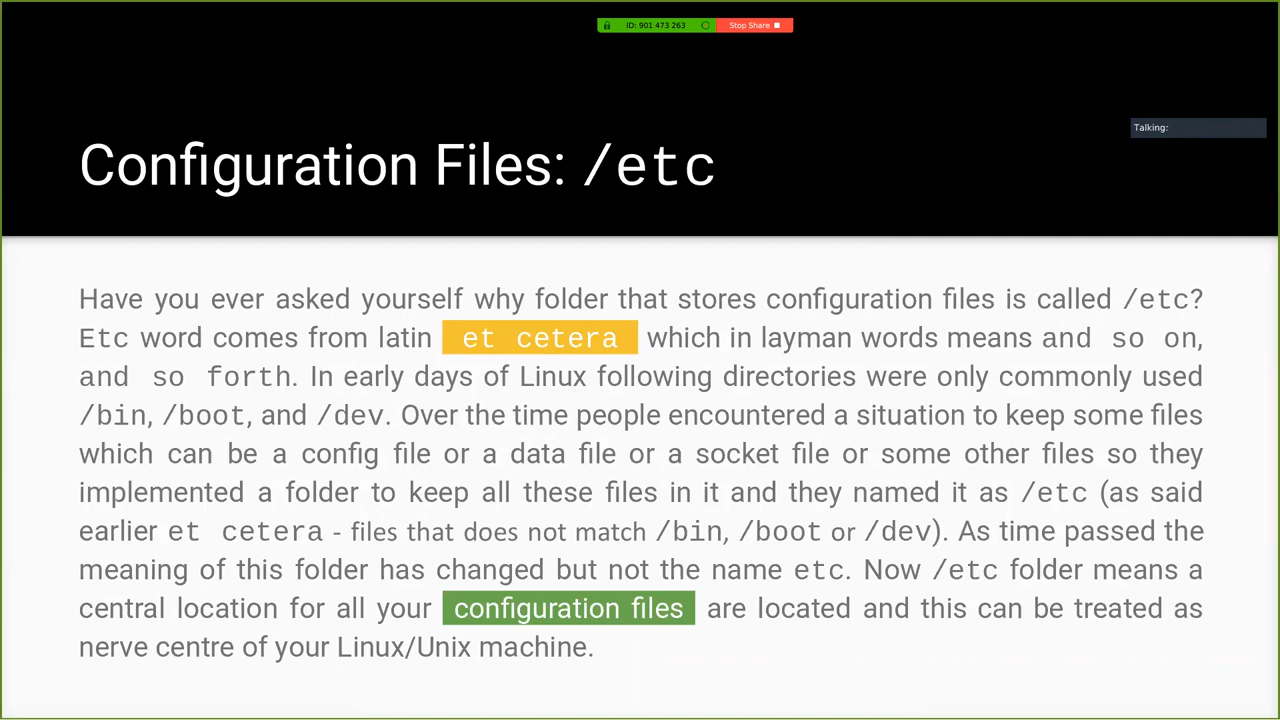 ID: 901 473 263 Stop Share
Talking:
Configuration Files: /etc
Have you ever asked yourself why folder that stores configuration files is called /etc?
Etc word comes from latin et cetera which in layman words means and so on,
and so forth. In early days of Linux following directories were only commonly used
/bin, /boot, and /dev. Over the time people encountered a situation to keep some files
which can be a config file or a data file or a socket file or some other files so they
implemented a folder to keep all these files in it and they named it as /etc (as said
earlier et cetera - files that does not match /bin, /boot or /dev). As time passed the
meaning of this folder has changed but not the name etc. Now /etc folder means a
central location for all your configuration files are located and this can be treated as
nerve centre of your Linux/Unix machine.